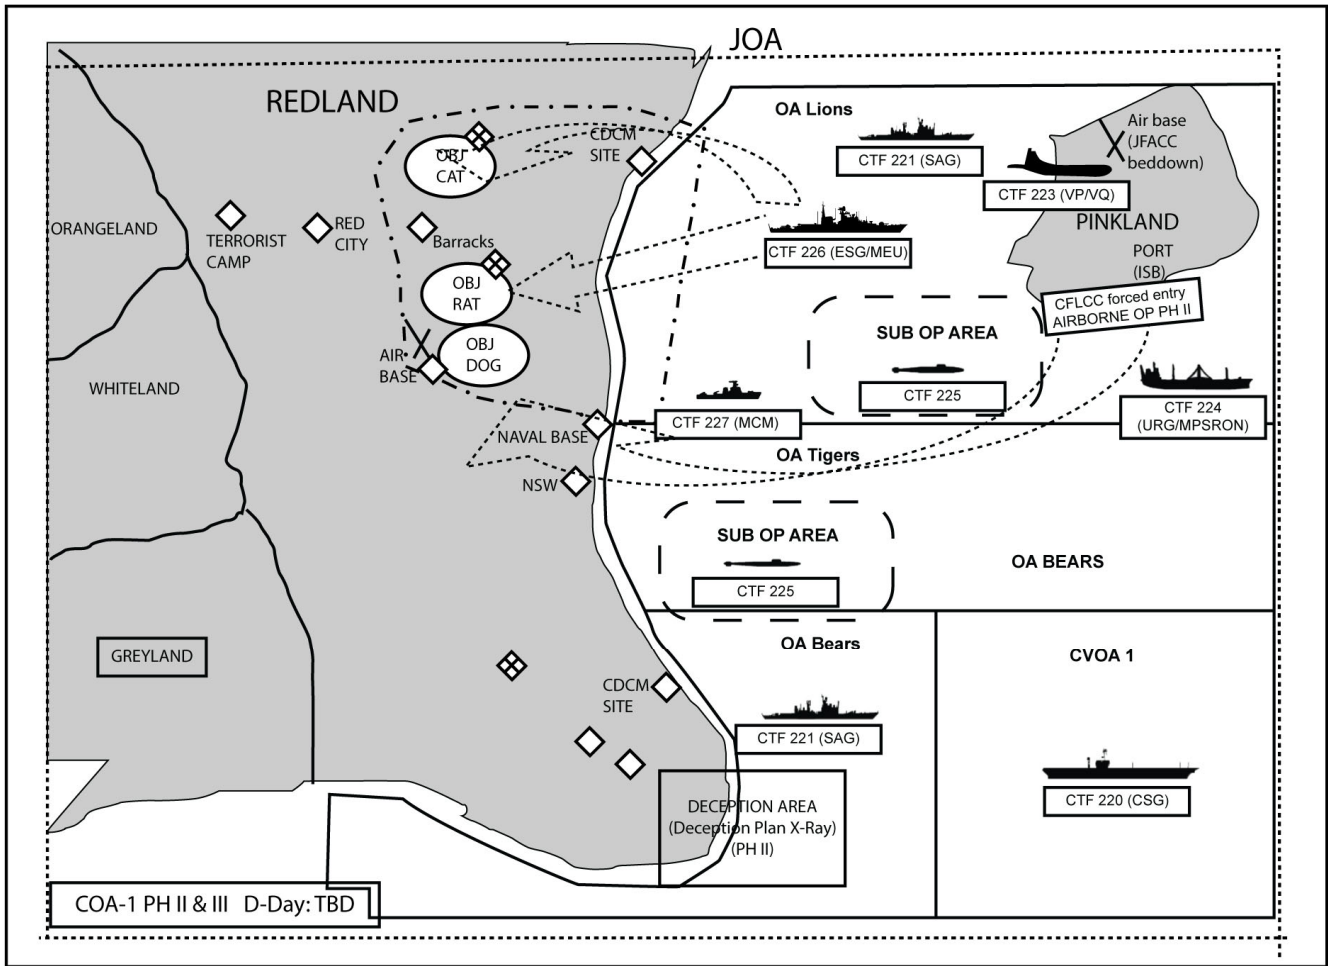 JOA
REDLAND
OA Lions
CDCM
SITE
CTF 221 (SAG)
Air base
(JFACC
beddown)
CTF 223 (VP/VQ)
PINKLAND
PORT
(ISB)
OBJ
CAT
ORANGELAND
TERRORIST
CAMP
RED
CITY
Barracks
CTF 226 (ESG/MEU)
OBJ
RAT
CFLCC forced entry
AIRBORNE OP PH II
SUB OP AREA
CTF 225
AIR
BASE
OBJ
DOG
WHITELAND
CTF 227 (MCM)
CTF 224
(URG/MPSRON)
NAVAL BASE
OA Tigers
NSW
SUB OP AREA
CTF 225
OA BEARS
GREYLAND
OA Bears
CVOA 1
CDCM
SITE
CTF 221 (SAG)
CTF 220 (CSG)
DECEPTION AREA
(Deception Plan X-Ray)
(PH II)
COA-1 PH II & III D-Day: TBD